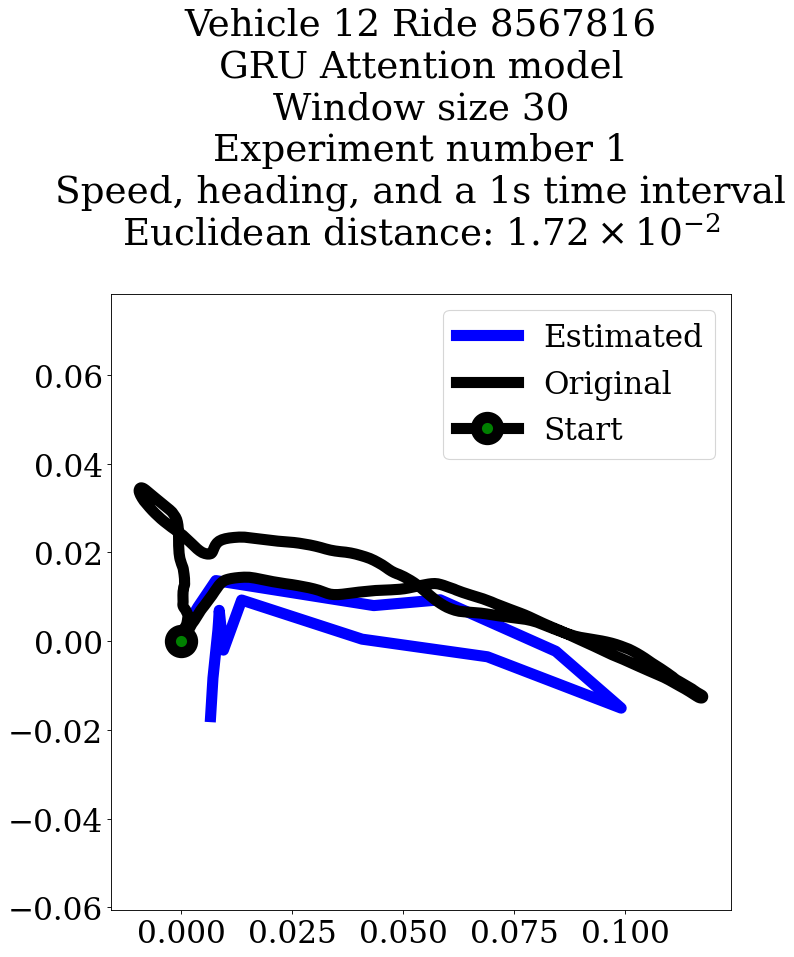 Vehicle 12 Ride 8567816
GRU Attention model
Window size 30
Experiment number 1
Speed, heading, and a 1s time interval
Euclidean distance: 1.72 × 10⁻²
Estimated
Original
Start
0.06
0.04
0.02
0.00
−0.02
−0.04
−0.06
0.000 0.025 0.050 0.075 0.100